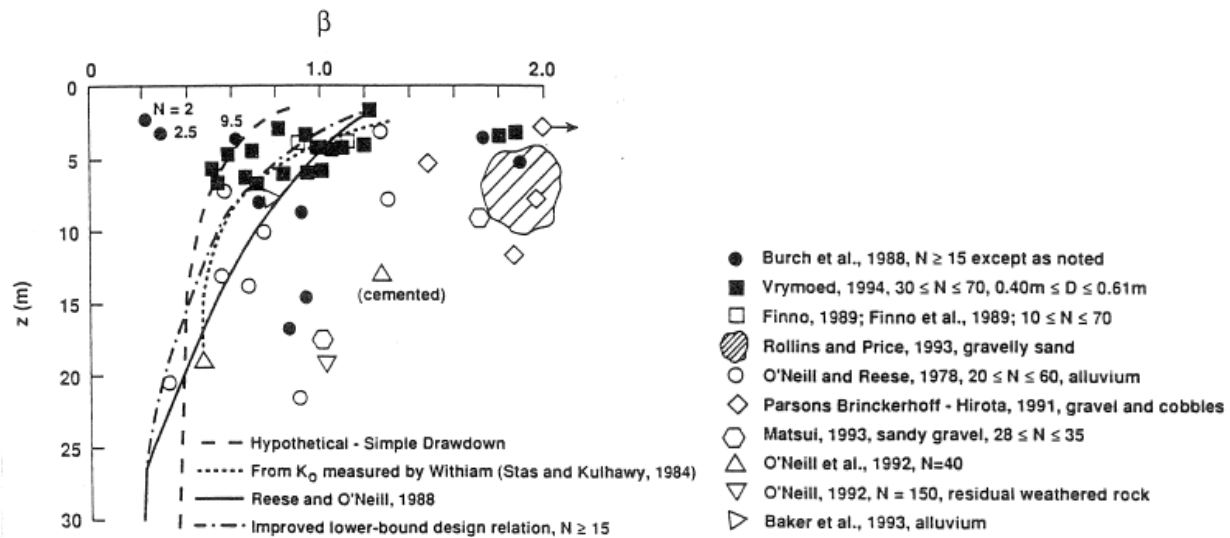 β
0 1.0 2.0
0
N = 2
2.5 9.5
5
10
(cemented)
15
20
25
30
z (m)
Hypothetical - Simple Drawdown
From Ko measured by Withiam (Stas and Kulhawy, 1984)
Reese and O'Neill, 1988
Improved lower-bound design relation, N ≥ 15
Burch et al., 1988, N ≥ 15 except as noted
Vrymoed, 1994, 30 ≤ N ≤ 70, 0.40m ≤ D ≤ 0.61m
Finno, 1989; Finno et al., 1989; 10 ≤ N ≤ 70
Rollins and Price, 1993, gravelly sand
O'Neill and Reese, 1978, 20 ≤ N ≤ 60, alluvium
Parsons Brinckerhoff - Hirota, 1991, gravel and cobbles
Matsui, 1993, sandy gravel, 28 ≤ N ≤ 35
O'Neill et al., 1992, N=40
O'Neill, 1992, N = 150, residual weathered rock
Baker et al., 1993, alluvium